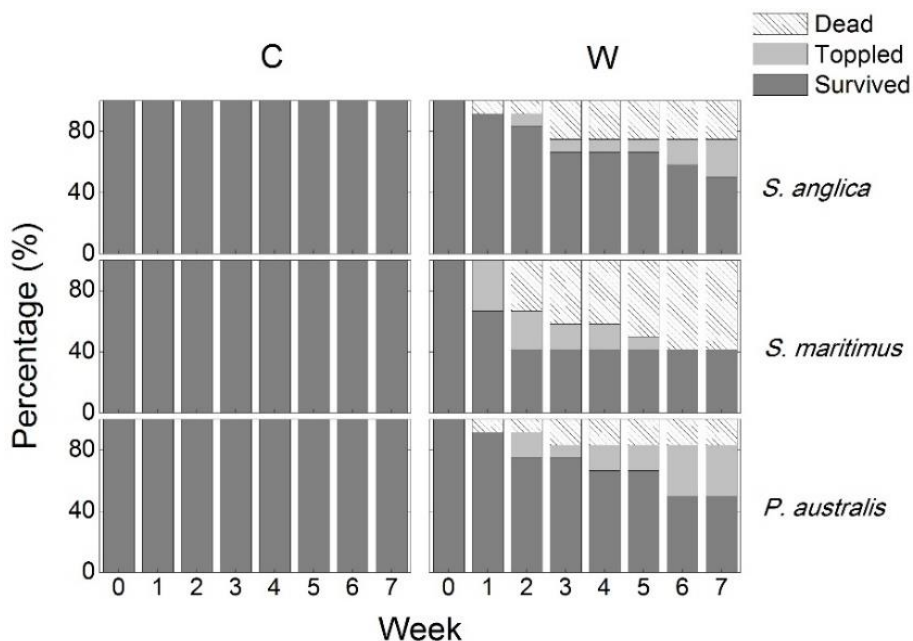 Dead
Toppled
Survived
C W
Percentage (%)
80
40
0
S. anglica
80
40
0
S. maritimus
80
40
0
P. australis
0 1 2 3 4 5 6 7 0 1 2 3 4 5 6 7
Week